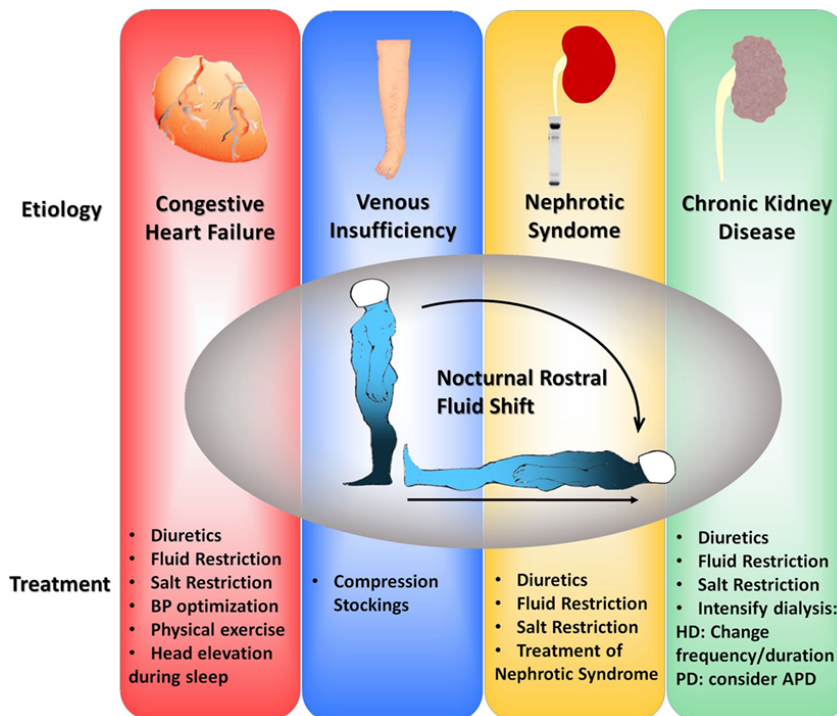 Etiology
Congestive
Heart Failure
Venous
Insufficiency
Nephrotic
Syndome
Chronic Kidney
Disease
Nocturnal Rostral
Fluid Shift
Treatment
• Diuretics
• Fluid Restriction
• Salt Restriction
• BP optimization
• Physical exercise
• Head elevation
during sleep
• Compression
Stockings
• Diuretics
• Fluid Restriction
• Salt Restriction
• Treatment of
Nephrotic Syndrome
• Diuretics
• Fluid Restriction
• Salt Restriction
• Intensify dialysis:
HD: Change
frequency/duration
PD: consider APD